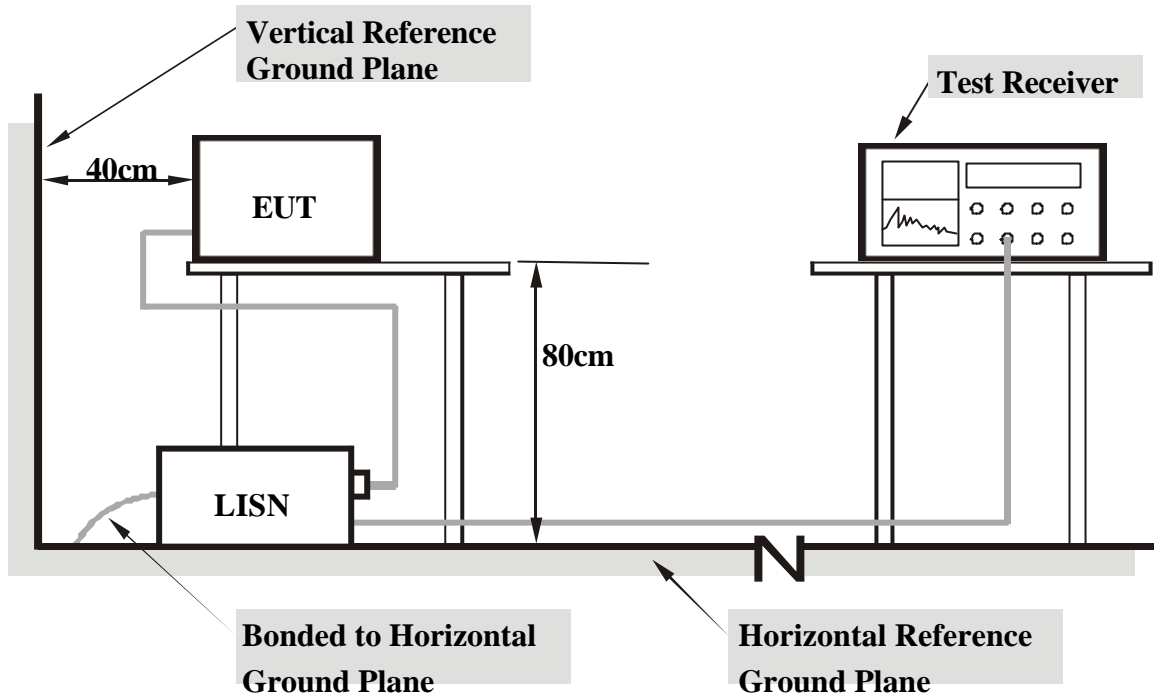 Vertical Reference
Ground Plane
Test Receiver
40cm
EUT
80cm
LISN
Bonded to Horizontal
Ground Plane
Horizontal Reference
Ground Plane